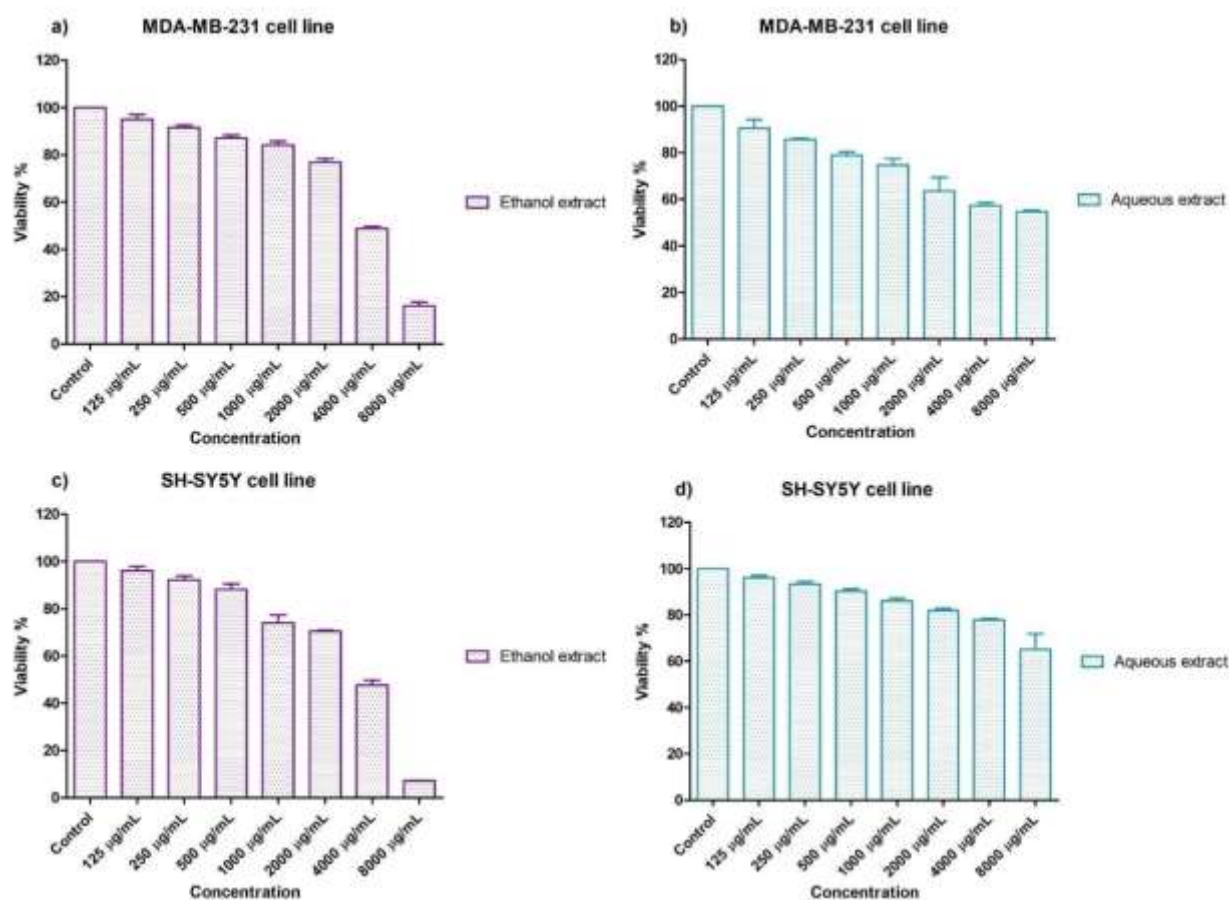 a)
MDA-MB-231 cell line
120
100
80
60
40
20
0
Viability %
Control
125 µg/mL
250 µg/mL
500 µg/mL
1000 µg/mL
2000 µg/mL
4000 µg/mL
8000 µg/mL
Concentration
Ethanol extract
b)
MDA-MB-231 cell line
120
100
80
60
40
20
0
Viability %
Control
125 µg/mL
250 µg/mL
500 µg/mL
1000 µg/mL
2000 µg/mL
4000 µg/mL
8000 µg/mL
Concentration
Aqueous extract
c)
SH-SY5Y cell line
120
100
80
60
40
20
0
Viability %
Control
125 µg/mL
250 µg/mL
500 µg/mL
1000 µg/mL
2000 µg/mL
4000 µg/mL
8000 µg/mL
Concentration
Ethanol extract
d)
SH-SY5Y cell line
120
100
80
60
40
20
0
Viability %
Control
125 µg/mL
250 µg/mL
500 µg/mL
1000 µg/mL
2000 µg/mL
4000 µg/mL
8000 µg/mL
Concentration
Aqueous extract